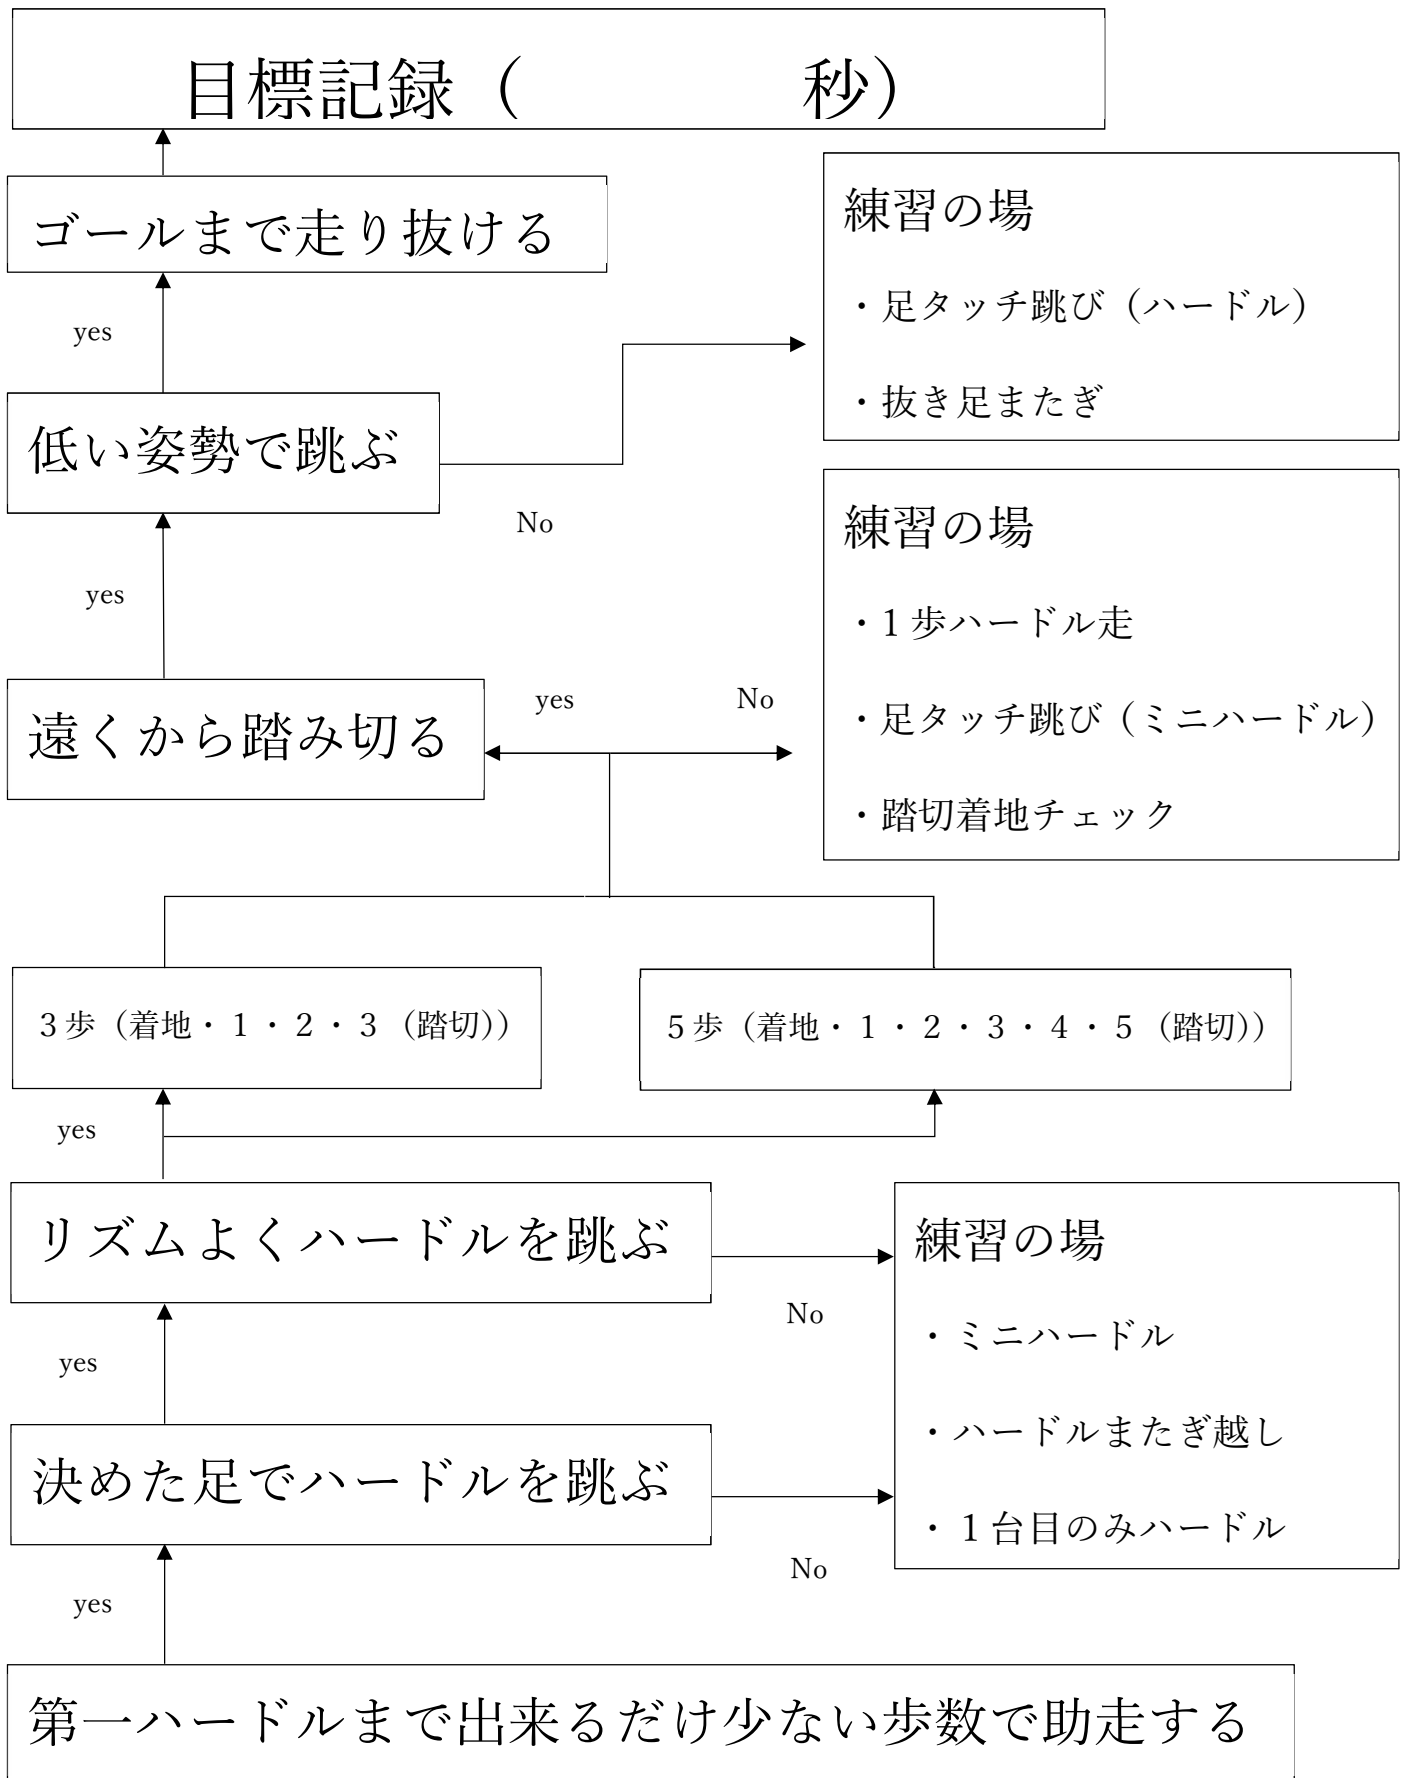 目標記録（　　　　　秒）
ゴールまで走り抜ける
練習の場
・足タッチ跳び（ハードル）
・抜き足またぎ
yes
低い姿勢で跳ぶ
No
練習の場
・1 歩ハードル走
・足タッチ跳び（ミニハードル）
・踏切着地チェック
yes
遠くから踏み切る
yes
No
３歩（着地・１・２・３（踏切））
５歩（着地・１・２・３・４・５（踏切））
yes
リズムよくハードルを跳ぶ
No
練習の場
・ミニハードル
・ハードルまたぎ越し
・１台目のみハードル
yes
決めた足でハードルを跳ぶ
No
yes
第一ハードルまで出来るだけ少ない歩数で助走する